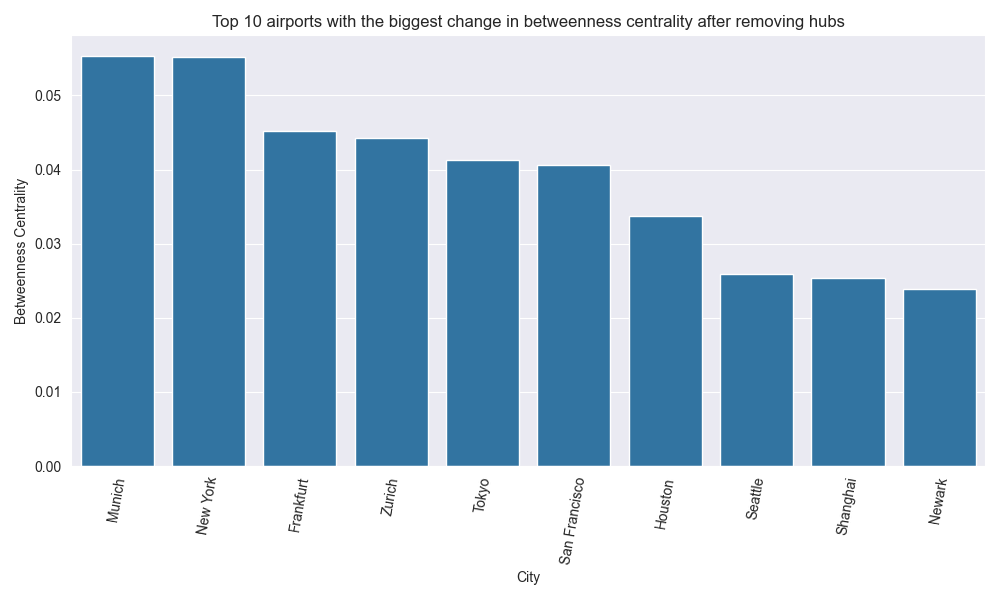 Top 10 airports with the biggest change in betweenness centrality after removing hubs
Betweenness Centrality
0.05
0.04
0.03
0.02
0.01
0.00
Munich
New York
Frankfurt
Zurich
Tokyo
San Francisco
Houston
Seattle
Shanghai
Newark
City